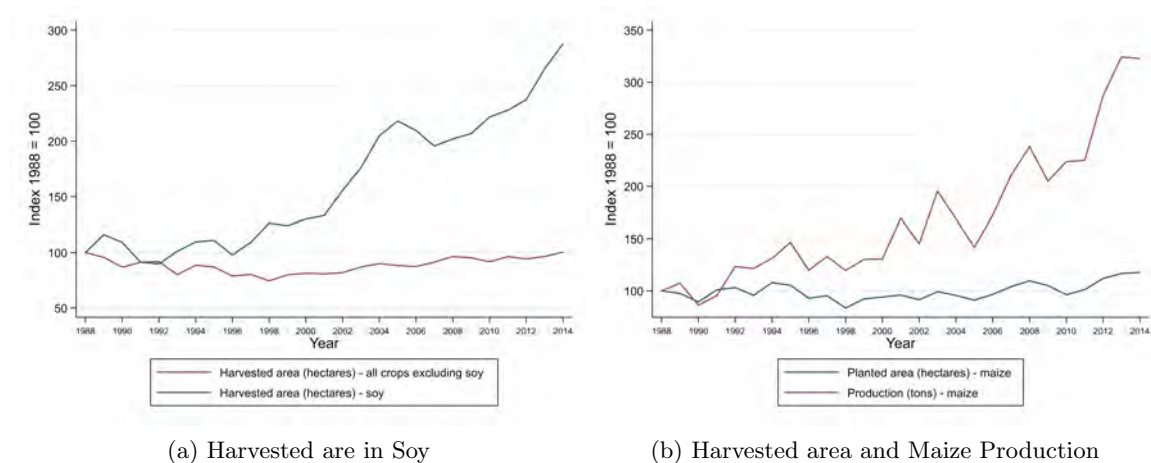 300
250
200
150
100
50
Index 1988 = 100
1988 1990 1992 1994 1996 1998 2000 2002 2004 2006 2008 2010 2012 2014
Year
Harvested area (hectares) - all crops excluding soy
Harvested area (hectares) - soy
(a) Harvested are in Soy
350
300
250
200
150
100
Index 1988 = 100
1988 1990 1992 1994 1996 1998 2000 2002 2004 2006 2008 2010 2012 2014
Year
Planted area (hectares) - maize
Production (tons) - maize
(b) Harvested area and Maize Production